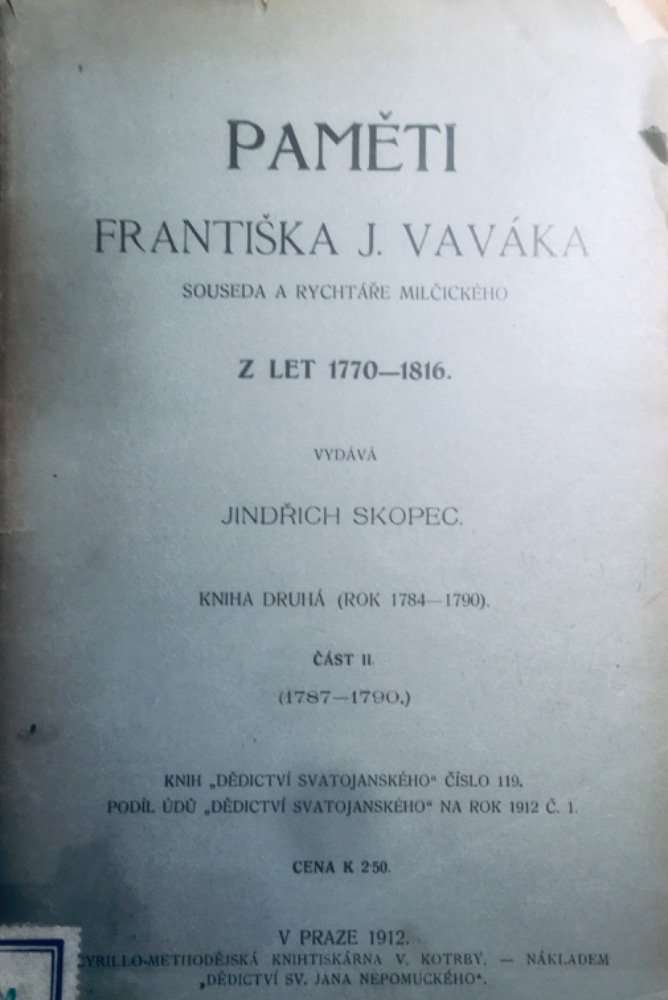 PAMĚTI
FRANTIŠKA J. VAVÁKA
SOUSEDA A RYCHTÁŘE MILČICKÉHO
Z LET 1770—1816.
VYDÁVÁ
JINDŘICH SKOPEC.
KNIHA DRUHÁ (ROK 1784—1790).
ČÁST II.
(1787—1790.)
KNIH „DĚDICTVÍ SVATOJANSKÉHO“ ČÍSLO 119.
PODÍL ÚDŮ „DĚDICTVÍ SVATOJANSKÉHO“ NA ROK 1912 Č. 1.
CENA K 2·50.
V PRAZE 1912.
CYRILLO-METHODĚJSKÁ KNIHTISKÁRNA V. KOTRBY. — NÁKLADEM
„DĚDICTVÍ SV. JANA NEPOMUCKÉHO“.